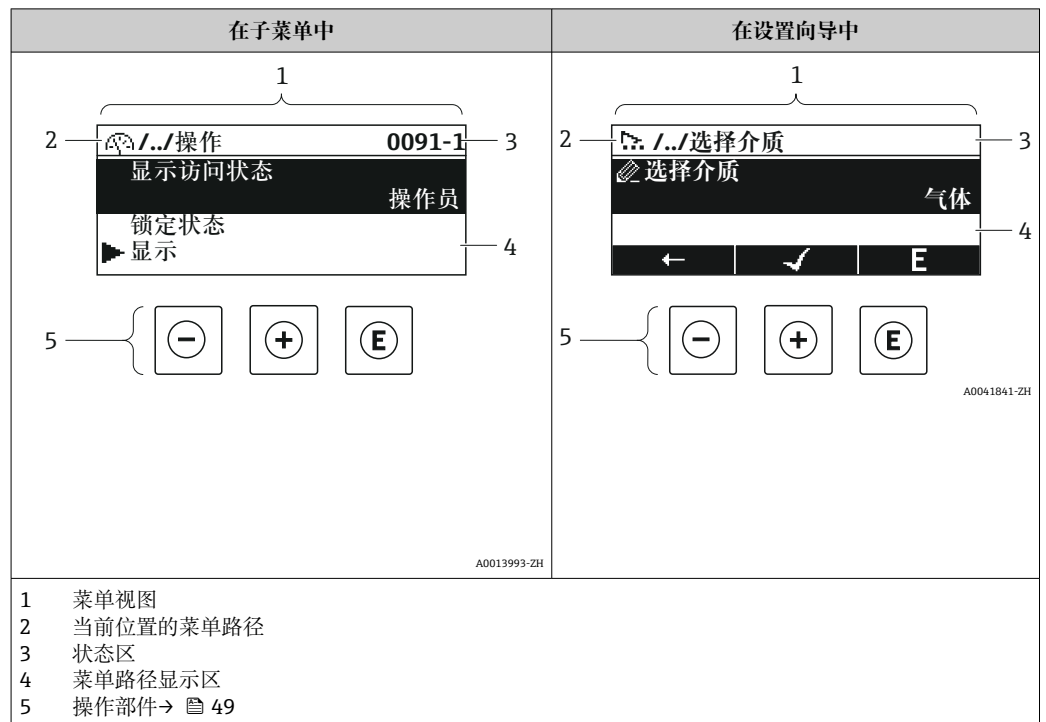 在子菜单中
在设置向导中
1
2
/../操作 0091-1
3
显示访问状态
操作员
锁定状态
显示
4
5
− + E
A0013993-ZH
1
2
/../选择介质
3
选择介质
气体
4
← ✓ E
5
− + E
A0041841-ZH
1 菜单视图
2 当前位置的菜单路径
3 状态区
4 菜单路径显示区
5 操作部件→ 49